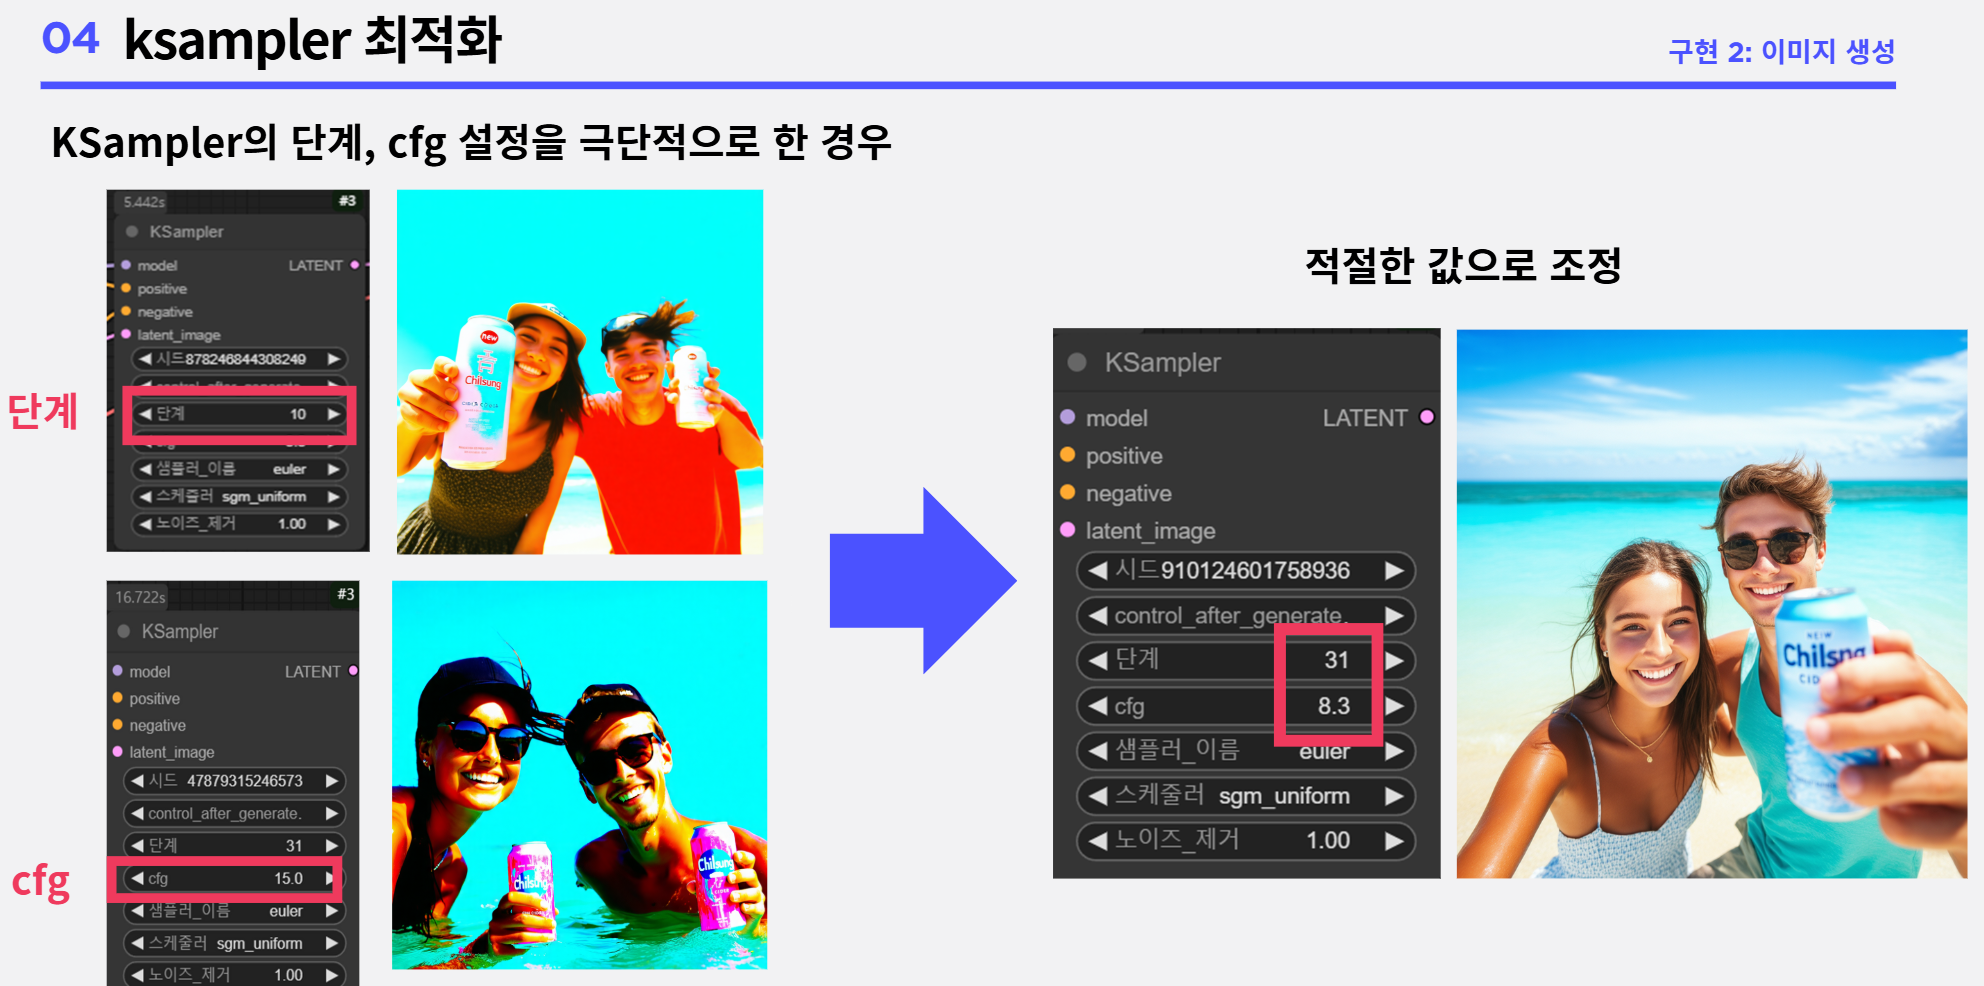 04 ksampler 최적화
구현 2: 이미지 생성
KSampler의 단계, cfg 설정을 극단적으로 한 경우
단계
5.442s #3
KSampler
model LATENT
positive
negative
latent_image
시드 878246844308249
control_after_generate
단계 10
cfg
샘플러_이름 euler
스케줄러 sgm_uniform
노이즈_제거 1.00
new
Chilsung
cfg
16.722s #3
KSampler
model LATENT
positive
negative
latent_image
시드 47879315246573
control_after_generate.
단계 31
cfg 15.0
샘플러_이름 euler
스케줄러 sgm_uniform
노이즈_제거 1.00
Chilsung
Chilsung
적절한 값으로 조정
KSampler
model LATENT
positive
negative
latent_image
시드 910124601758936
control_after_generate.
단계 31
cfg 8.3
샘플러_이름 euler
스케줄러 sgm_uniform
노이즈_제거 1.00
NEIW
Chilsng
CID